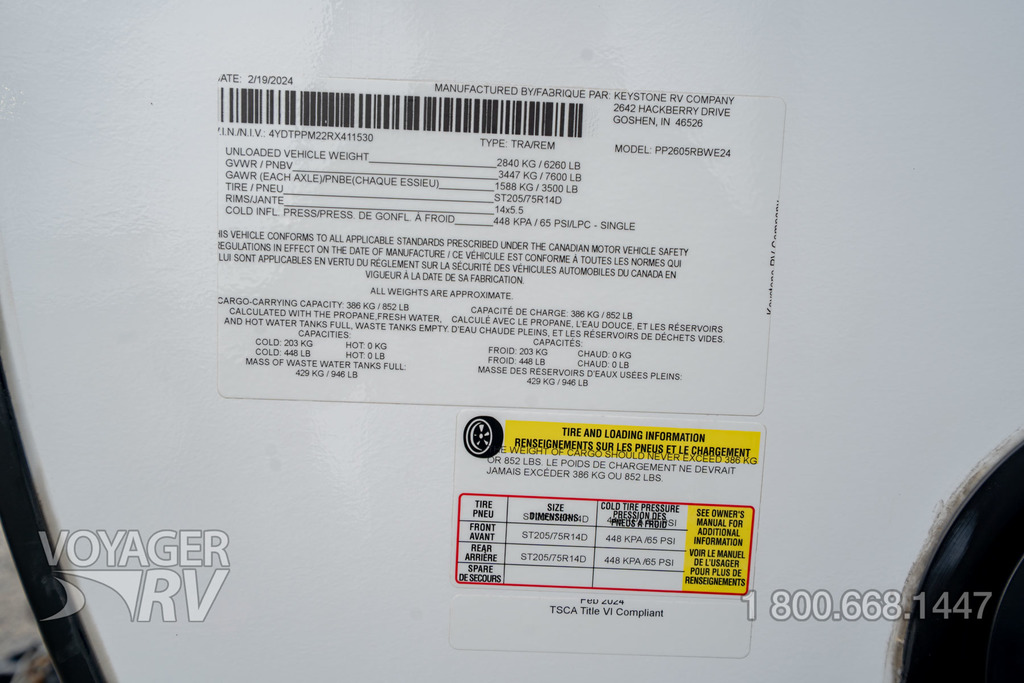 ATE: 2/19/2024
MANUFACTURED BY/FABRIQUE PAR: KEYSTONE RV COMPANY
2642 HACKBERRY DRIVE
GOSHEN, IN 46526
V.I.N./N.I.V.: 4YDTPPM22RX411530
TYPE: TRA/REM
MODEL: PP2605RBWE24
UNLOADED VEHICLE WEIGHT 2840 KG / 6260 LB
GVWR / PNBV 3447 KG / 7600 LB
GAWR (EACH AXLE)/PNBE(CHAQUE ESSIEU) 1588 KG / 3500 LB
TIRE / PNEU ST205/75R14D
RIMS/JANTE 14x5.5
COLD INFL. PRESS/PRESS. DE GONFL. À FROID 448 KPA / 65 PSI/LPC - SINGLE
HIS VEHICLE CONFORMS TO ALL APPLICABLE STANDARDS PRESCRIBED UNDER THE CANADIAN MOTOR VEHICLE SAFETY
REGULATIONS IN EFFECT ON THE DATE OF MANUFACTURE / CE VÉHICULE EST CONFORME À TOUTES LES NORMES QUI
LUI SONT APPLICABLES EN VERTU DU RÉGLEMENT SUR LA SÉCURITÉ DES VÉHICULES AUTOMOBILES DU CANADA EN
VIGUEUR À LA DATE DE SA FABRICATION.
ALL WEIGHTS ARE APPROXIMATE.
CARGO-CARRYING CAPACITY: 386 KG / 852 LB
CALCULATED WITH THE PROPANE,FRESH WATER,
AND HOT WATER TANKS FULL, WASTE TANKS EMPTY.
CAPACITIES:
COLD: 203 KG HOT: 0 KG
COLD: 448 LB HOT: 0 LB
MASS OF WASTE WATER TANKS FULL:
429 KG / 946 LB
CAPACITÉ DE CHARGE: 386 KG / 852 LB
CALCULÉ AVEC LE PROPANE, L'EAU DOUCE, ET LES RÉSERVOIRS
D'EAU CHAUDE PLEINS, ET LES RÉSERVOIRS DE DÉCHETS VIDES.
CAPACITÉS:
FROID: 203 KG CHAUD: 0 KG
FROID: 448 LB CHAUD: 0 LB
MASSE DES RÉSERVOIRS D'EAUX USÉES PLEINS:
429 KG / 946 LB
Keystone RV Company
TIRE AND LOADING INFORMATION
RENSEIGNEMENTS SUR LES PNEUS ET LE CHARGEMENT
E WEIGHT OF CARGO SHOULD NEVER EXCEED 386 KG
OR 852 LBS. LE POIDS DE CHARGEMENT NE DEVRAIT
JAMAIS EXCÉDER 386 KG OU 852 LBS.
TIRE SIZE COLD TIRE PRESSURE
PNEU DIMENSIONS PRESSION DES
PNEUS À FROID
FRONT
AVANT ST205/75R14D 448 KPA /65 PSI
REAR
ARRIÈRE ST205/75R14D 448 KPA /65 PSI
SPARE
DE SECOURS
SEE OWNER'S
MANUAL FOR
ADDITIONAL
INFORMATION
VOIR LE MANUEL
DE L'USAGER
POUR PLUS DE
RENSEIGNEMENTS
Feb 2024
TSCA Title VI Compliant
VOYAGER
RV
1 800.668.1447